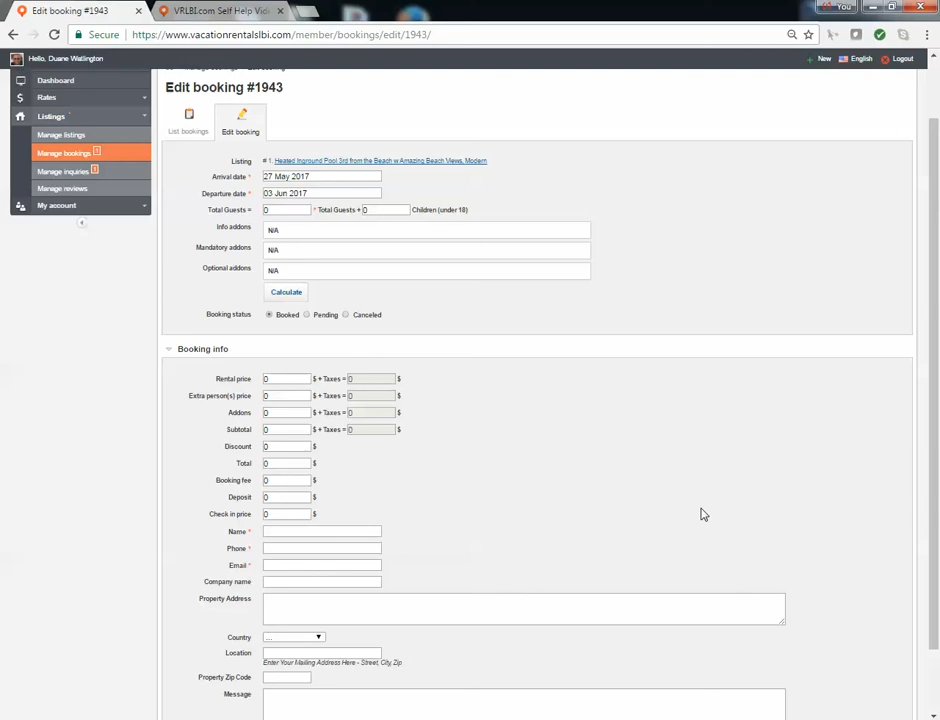 Edit booking #1943
VRLBI.com Self Help Vide
You
Secure
https://www.vacationrentalslbi.com/member/bookings/edit/1943/
Hello, Duane Watlington
New
English
Logout
Dashboard
Rates
Listings
Manage listings
Manage bookings 1
Manage inquiries
Manage reviews
My account
Edit booking #1943
List bookings
Edit booking
Listing # 1. Heated Inground Pool 3rd from the Beach w Amazing Beach Views, Modern
Arrival date * 27 May 2017
Departure date * 03 Jun 2017
Total Guests = 0 * Total Guests + 0 Children (under 18)
Info addons N/A
Mandatory addons N/A
Optional addons N/A
Calculate
Booking status Booked Pending Canceled
Booking info
Rental price 0 $ + Taxes = 0 $
Extra person(s) price 0 $ + Taxes = 0 $
Addons 0 $ + Taxes = 0 $
Subtotal 0 $ + Taxes = 0 $
Discount 0 $
Total 0 $
Booking fee 0 $
Deposit 0 $
Check in price 0 $
Name *
Phone *
Email *
Company name
Property Address
Country ...
Location
Enter Your Mailing Address Here - Street, City, Zip
Property Zip Code
Message